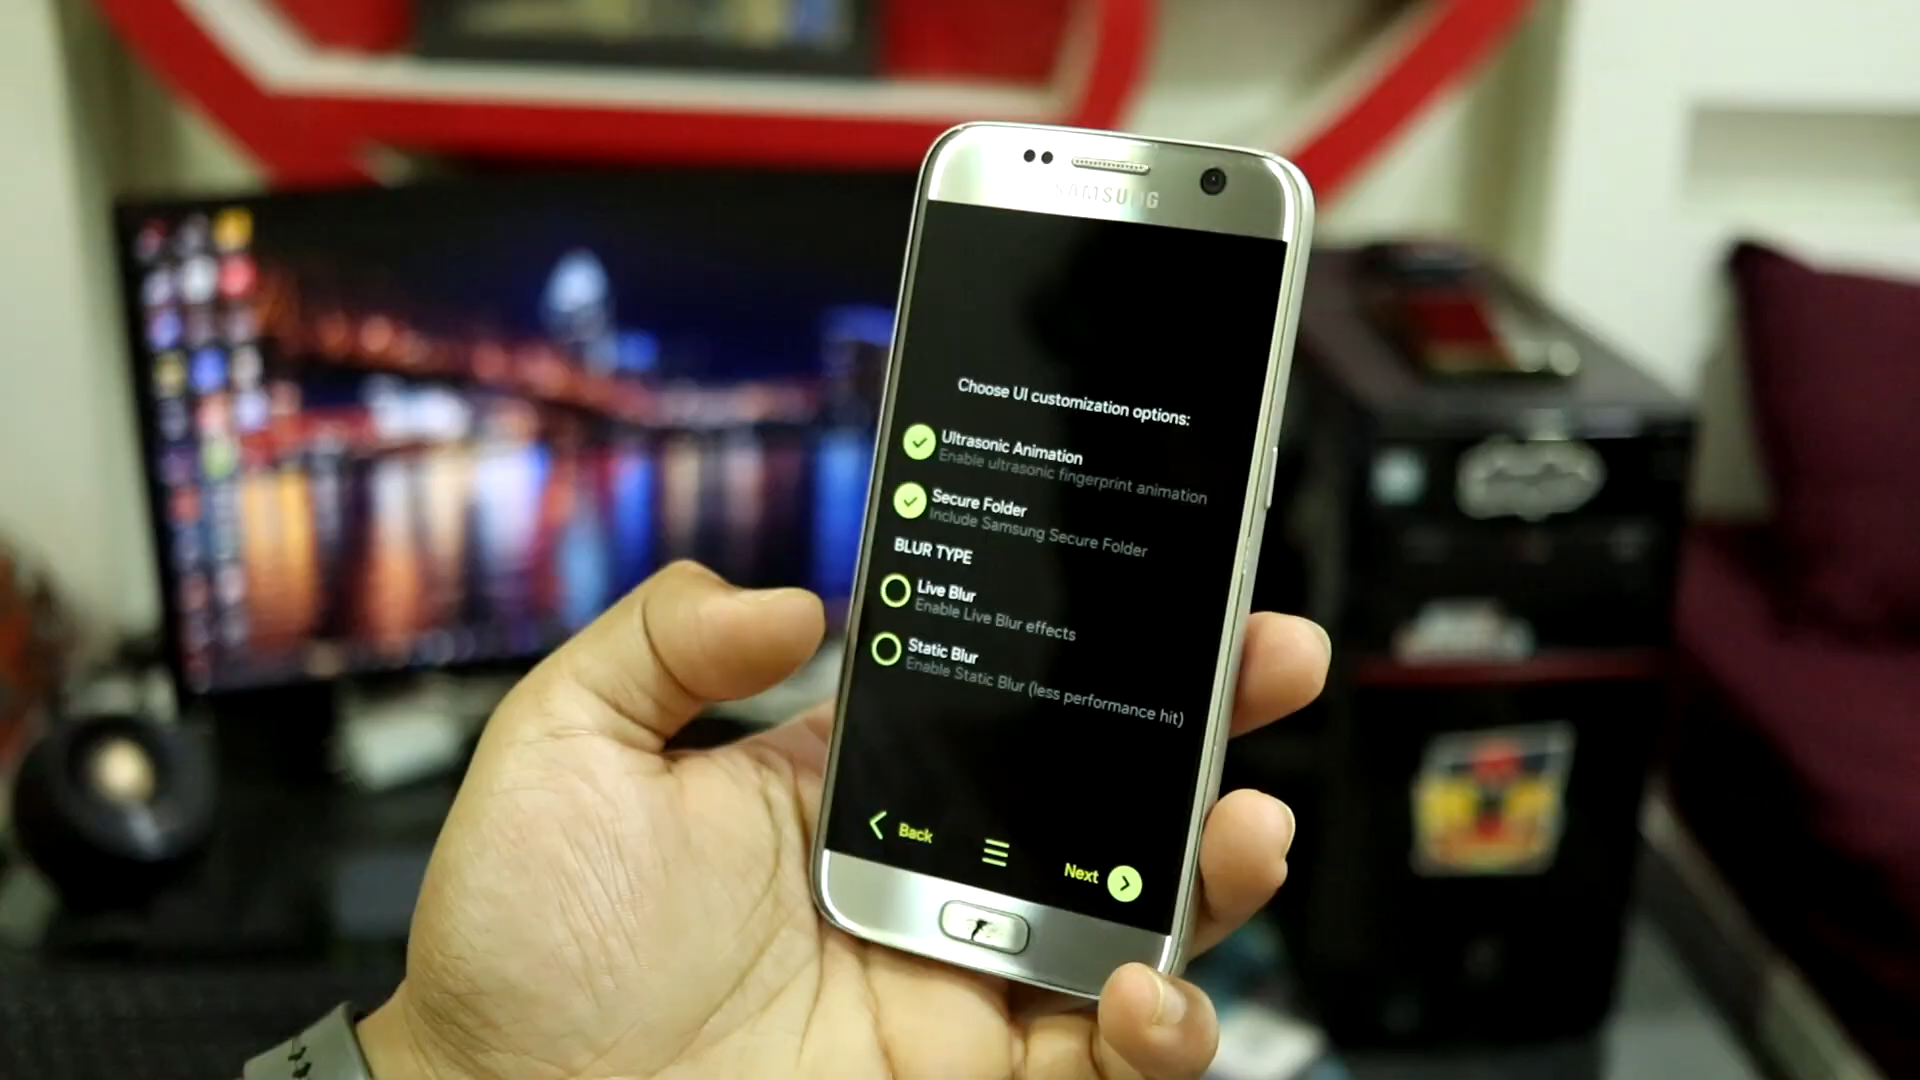 SAMSUNG
Choose UI customization options:
Ultrasonic Animation
Enable ultrasonic fingerprint animation
Secure Folder
Include Samsung Secure Folder
BLUR TYPE
Live Blur
Enable Live Blur effects
Static Blur
Enable Static Blur (less performance hit)
Back
Next